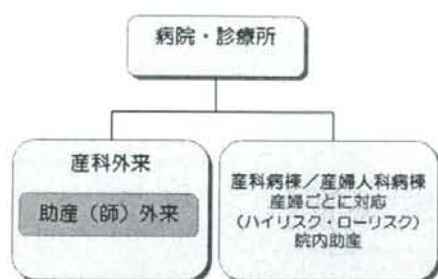 病院・診療所
産科外来
助産（師）外来
産科病棟／産婦人科病棟
産婦ごとに対応
（ハイリスク・ローリスク）
院内助産